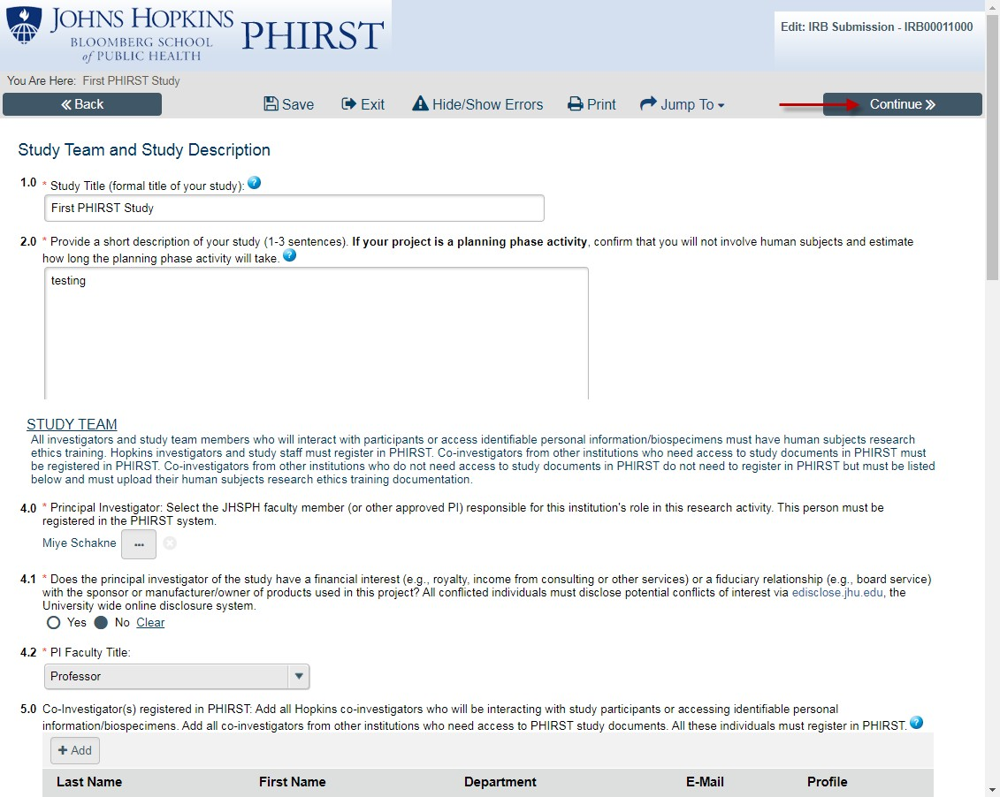 JOHNS HOPKINS
BLOOMBERG SCHOOL
of PUBLIC HEALTH
PHIRST
Edit: IRB Submission - IRB00011000
You Are Here: First PHIRST Study
Back
Save
Exit
Hide/Show Errors
Print
Jump To
Continue
Study Team and Study Description
1.0 * Study Title (formal title of your study): ?
First PHIRST Study
2.0 * Provide a short description of your study (1-3 sentences). If your project is a planning phase activity, confirm that you will not involve human subjects and estimate
how long the planning phase activity will take. ?
testing
STUDY TEAM
All investigators and study team members who will interact with participants or access identifiable personal information/biospecimens must have human subjects research
ethics training. Hopkins investigators and study staff must register in PHIRST. Co-investigators from other institutions who need access to study documents in PHIRST must
be registered in PHIRST. Co-investigators from other institutions who do not need access to study documents in PHIRST do not need to register in PHIRST but must be listed
below and must upload their human subjects research ethics training documentation.
4.0 * Principal Investigator: Select the JHSPH faculty member (or other approved PI) responsible for this institution's role in this research activity. This person must be
registered in the PHIRST system.
Miye Schakne ...
4.1 * Does the principal investigator of the study have a financial interest (e.g., royalty, income from consulting or other services) or a fiduciary relationship (e.g., board service)
with the sponsor or manufacturer/owner of products used in this project? All conflicted individuals must disclose potential conflicts of interest via edisclose.jhu.edu, the
University wide online disclosure system.
Yes No Clear
4.2 * PI Faculty Title:
Professor
5.0 Co-Investigator(s) registered in PHIRST: Add all Hopkins co-investigators who will be interacting with study participants or accessing identifiable personal
information/biospecimens. Add all co-investigators from other institutions who need access to PHIRST study documents. All these individuals must register in PHIRST. ?
+ Add
Last Name First Name Department E-Mail Profile